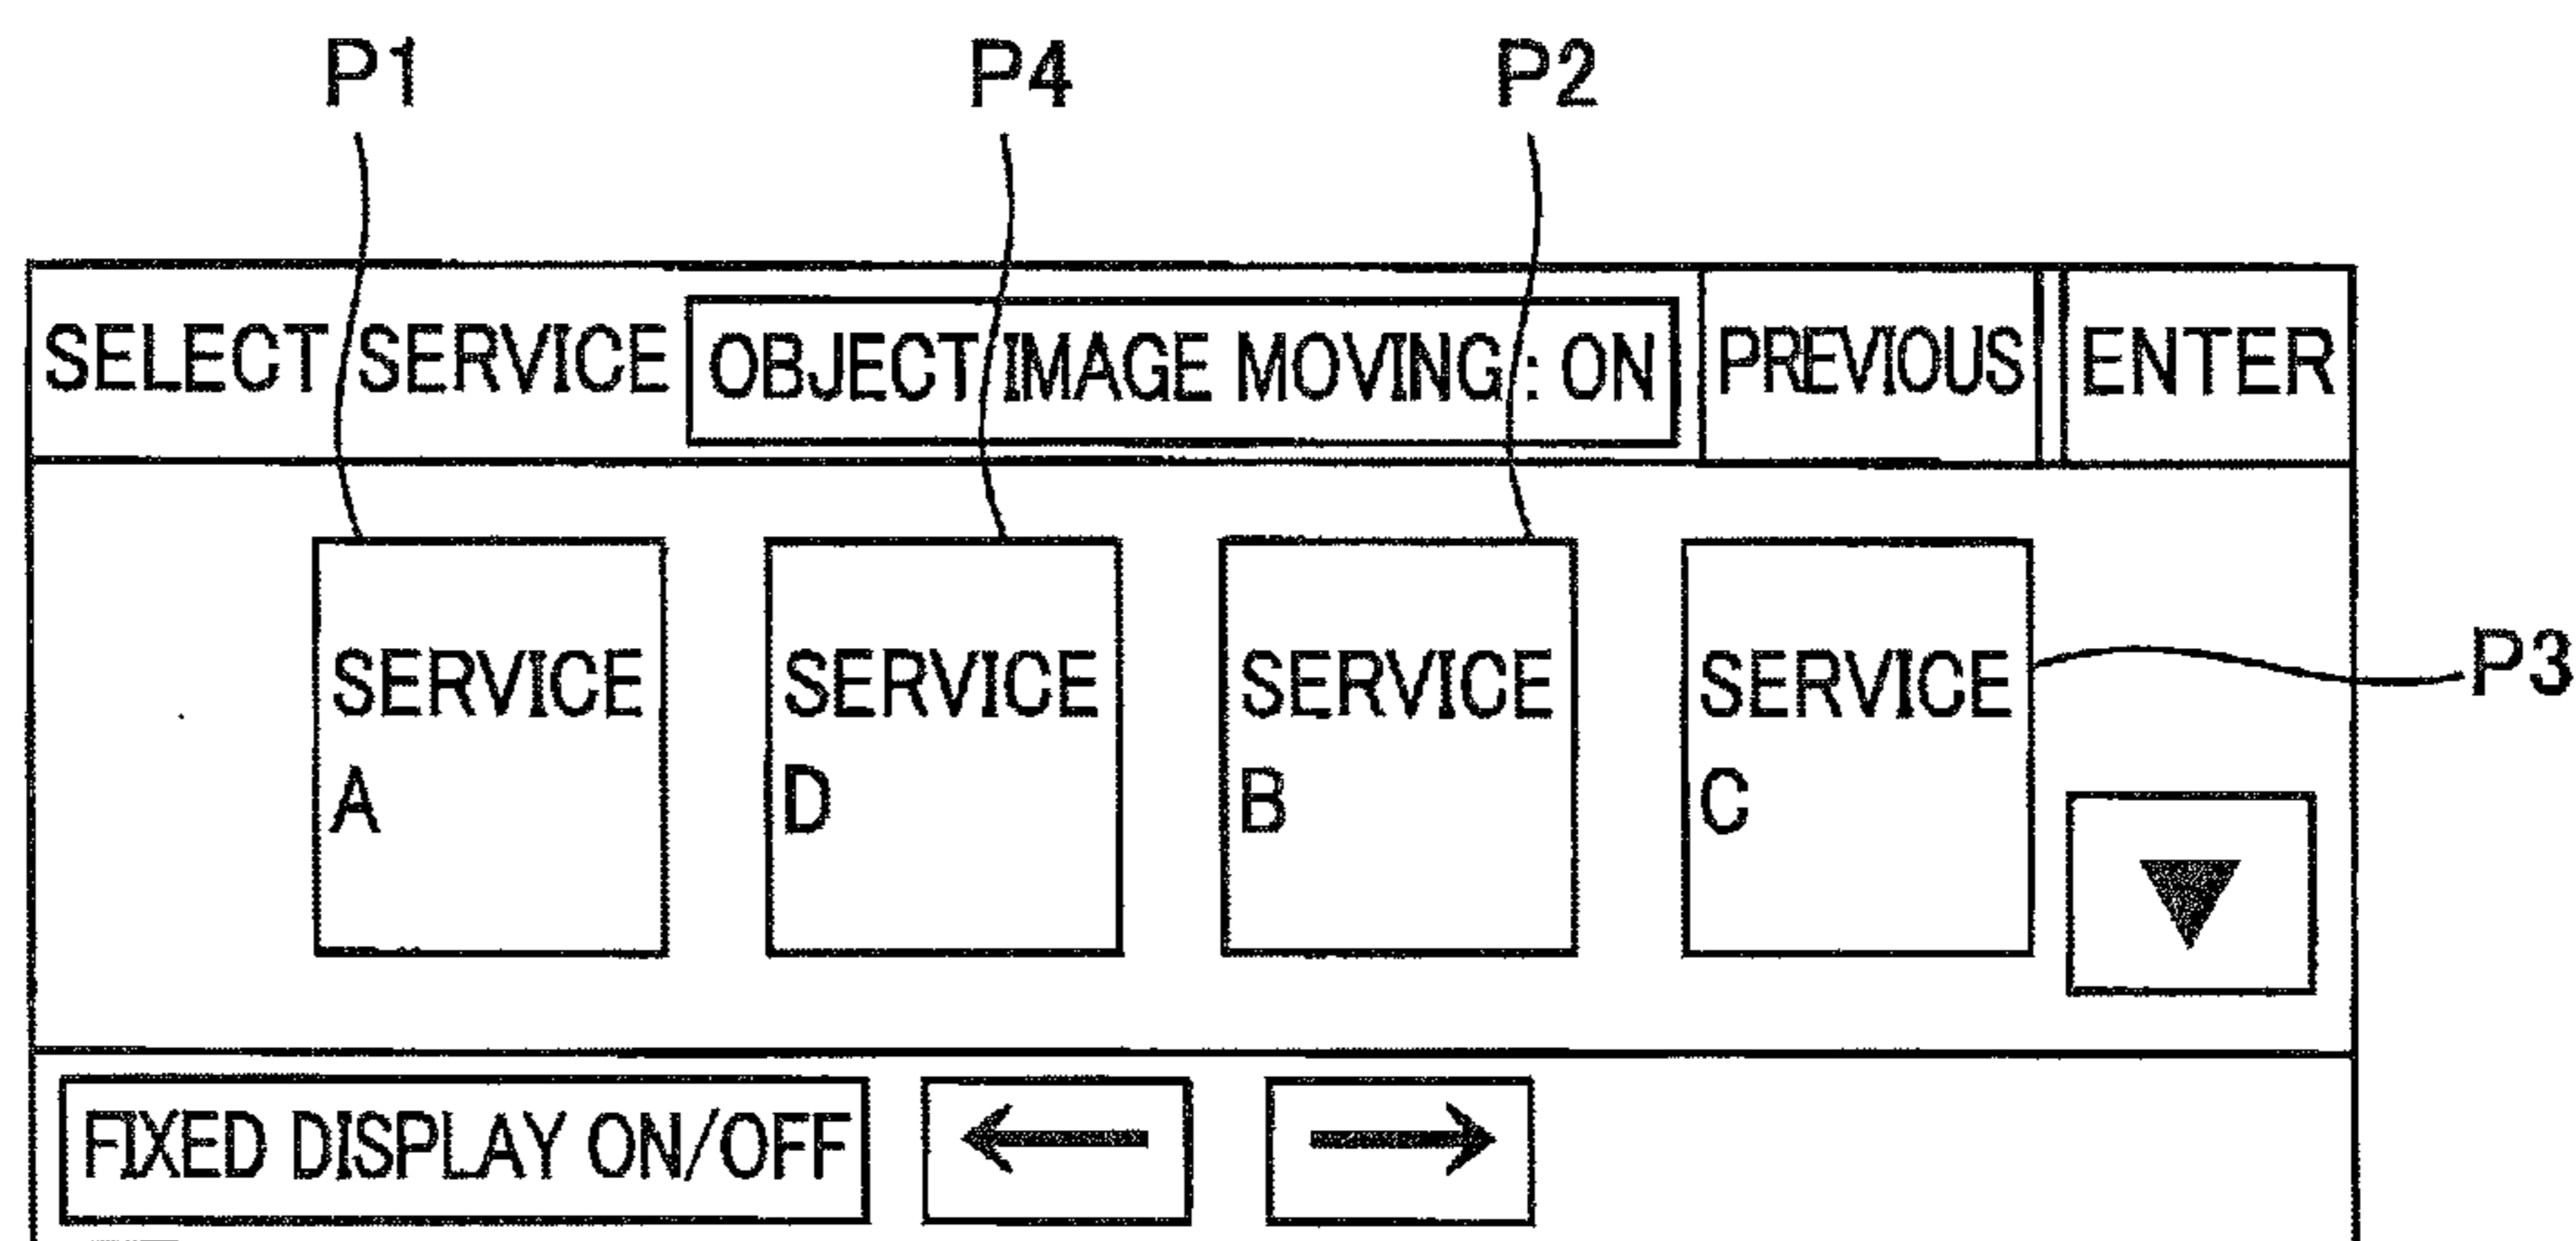 P1 P4 P2
SELECT SERVICE OBJECT IMAGE MOVING : ON PREVIOUS ENTER
SERVICE SERVICE SERVICE SERVICE P3
A D B C
FIXED DISPLAY ON/OFF